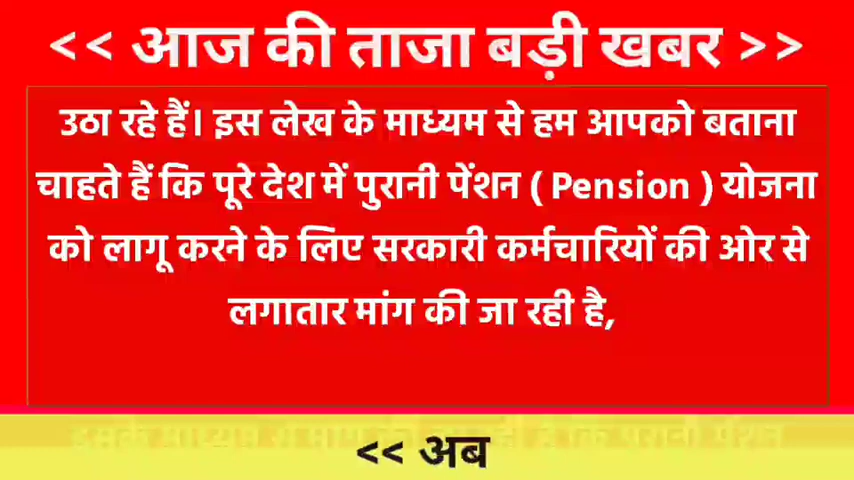 << आज की ताजा बड़ी खबर >>
उठा रहे हैं। इस लेख के माध्यम से हम आपको बताना
चाहते हैं कि पूरे देश में पुरानी पेंशन ( Pension ) योजना
को लागू करने के लिए सरकारी कर्मचारियों की ओर से
लगातार मांग की जा रही है,
<< अब